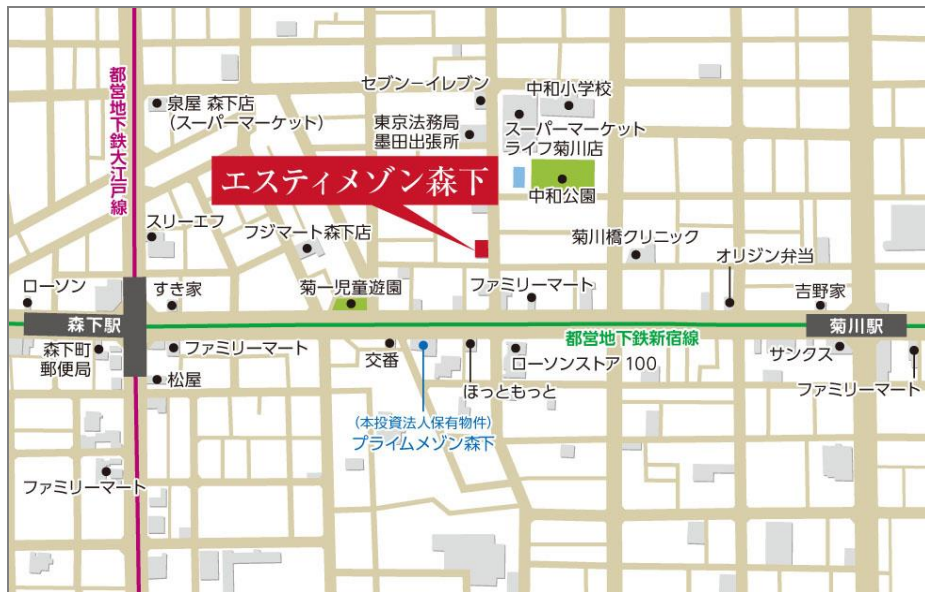 都営地下鉄大江戸線
泉屋 森下店
(スーパーマーケット)
セブン-イレブン
中和小学校
東京法務局
墨田出張所
スーパーマーケット
ライフ菊川店
エスティメゾン森下
中和公園
スリーエフ
フジマート森下店
菊川橋クリニック
オリジン弁当
ローソン
すき家
菊一児童遊園
ファミリーマート
吉野家
森下駅
都営地下鉄新宿線
菊川駅
森下町
郵便局
ファミリーマート
交番
ローソンストア 100
サンクス
松屋
ほっともっと
ファミリーマート
(本投資法人保有物件)
プライムメゾン森下
ファミリーマート